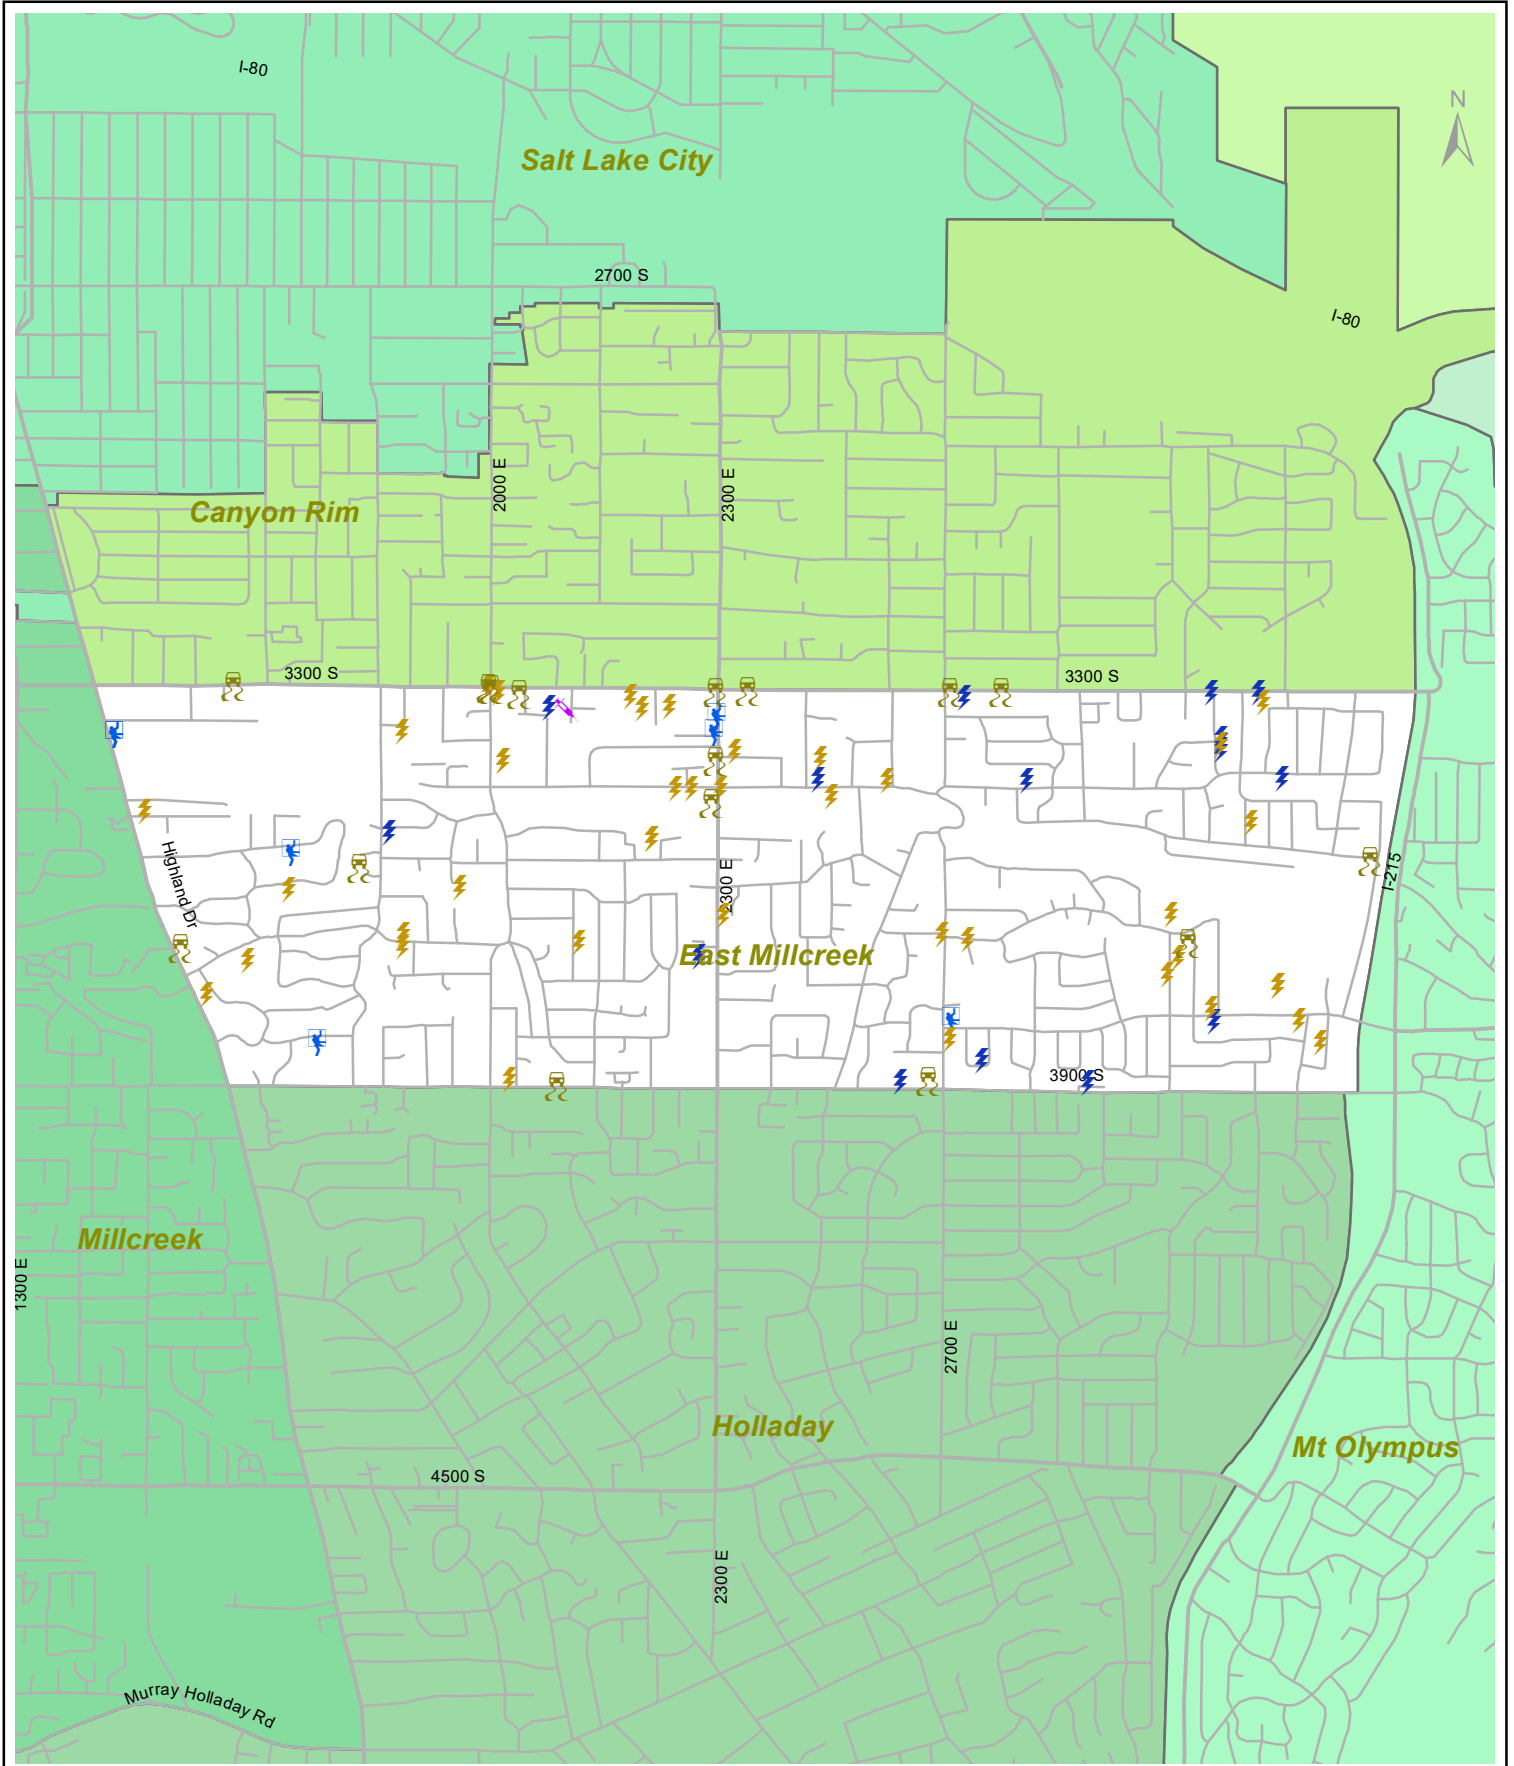 I-80
N
Salt Lake City
2700 S
I-80
2000 E
2300 E
Canyon Rim
3300 S
3300 S
Highland Dr
2300 E
I-215
East Millcreek
3900 S
Millcreek
1300 E
2700 E
Holladay
Mt Olympus
4500 S
2300 E
Murray Holladay Rd